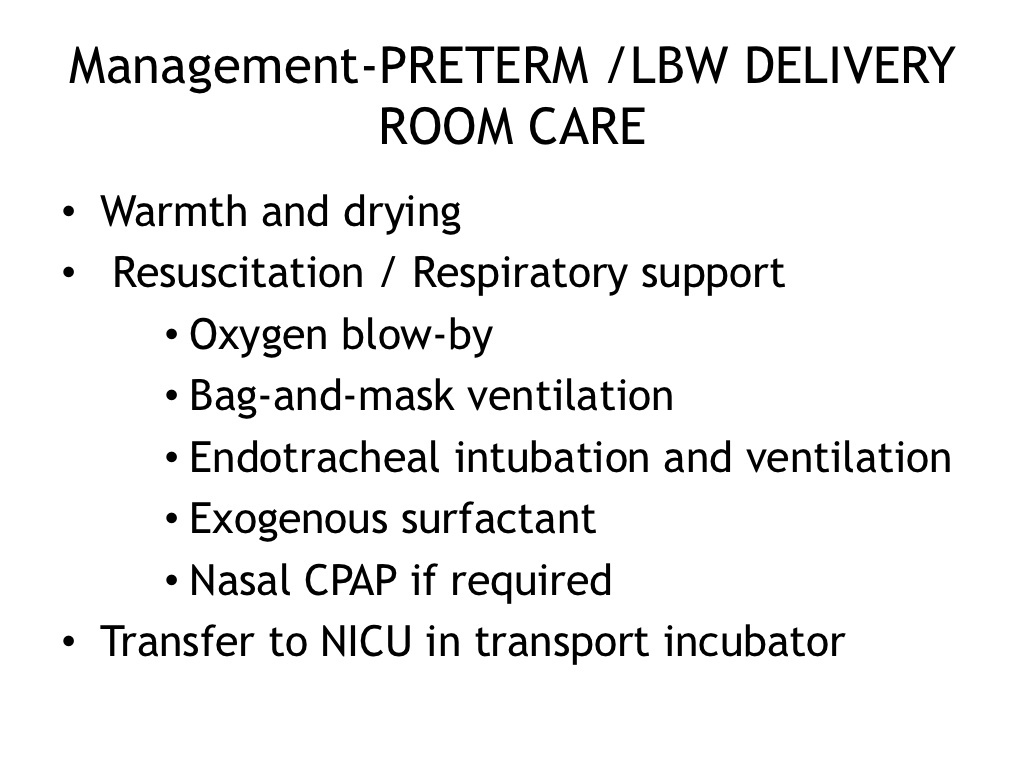 Management-PRETERM /LBW DELIVERY
ROOM CARE
• Warmth and drying
• Resuscitation / Respiratory support
• Oxygen blow-by
• Bag-and-mask ventilation
• Endotracheal intubation and ventilation
• Exogenous surfactant
• Nasal CPAP if required
• Transfer to NICU in transport incubator